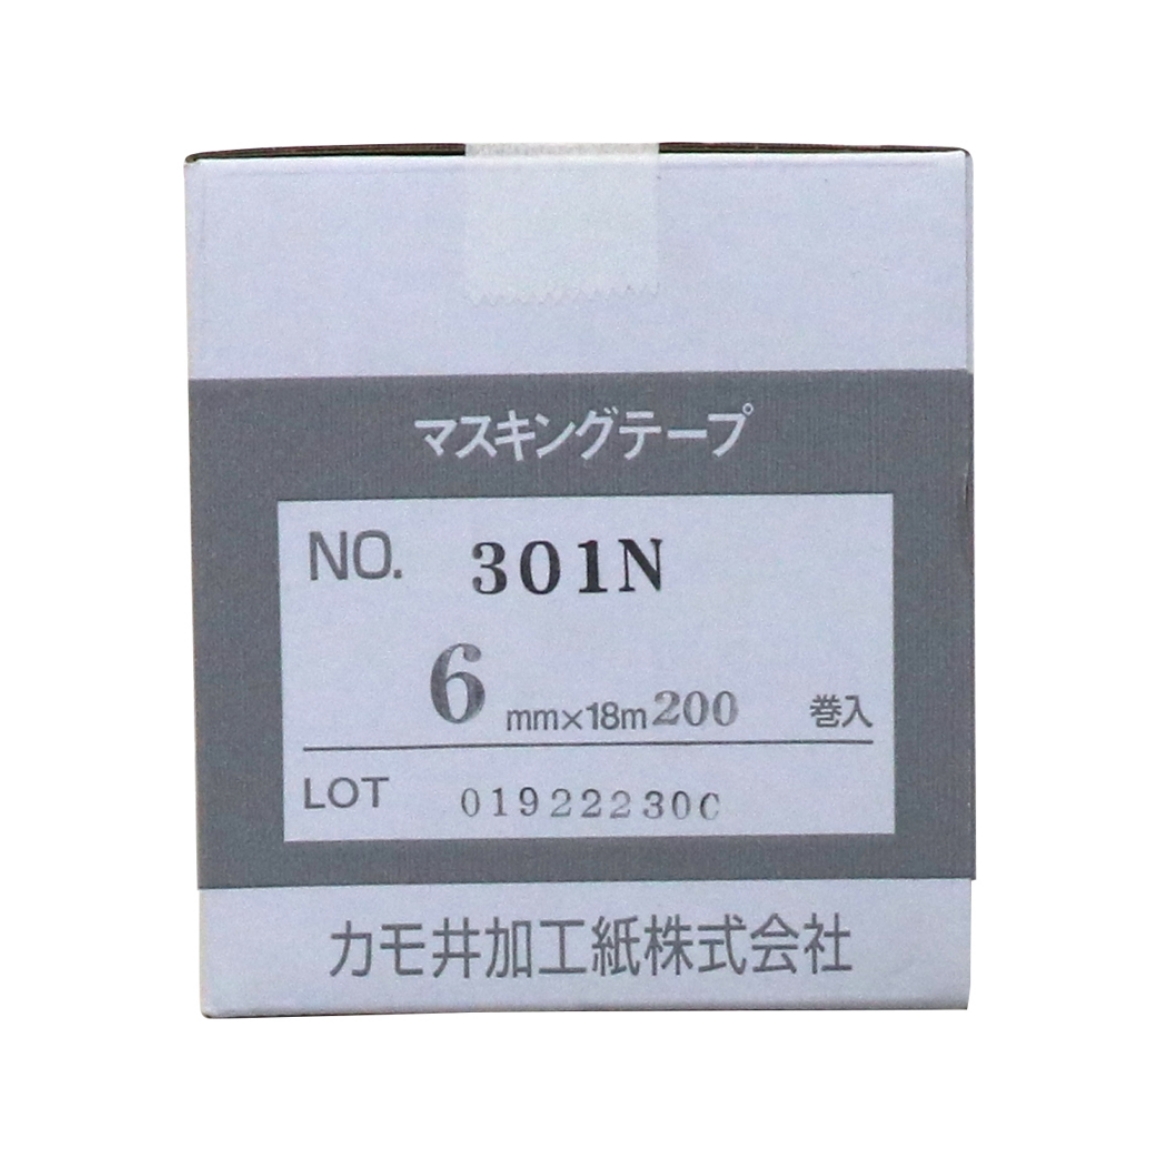 マスキングテープ
NO. 301N
6 mm×18m 200 巻入
LOT 01922230C
カモ井加工紙株式会社